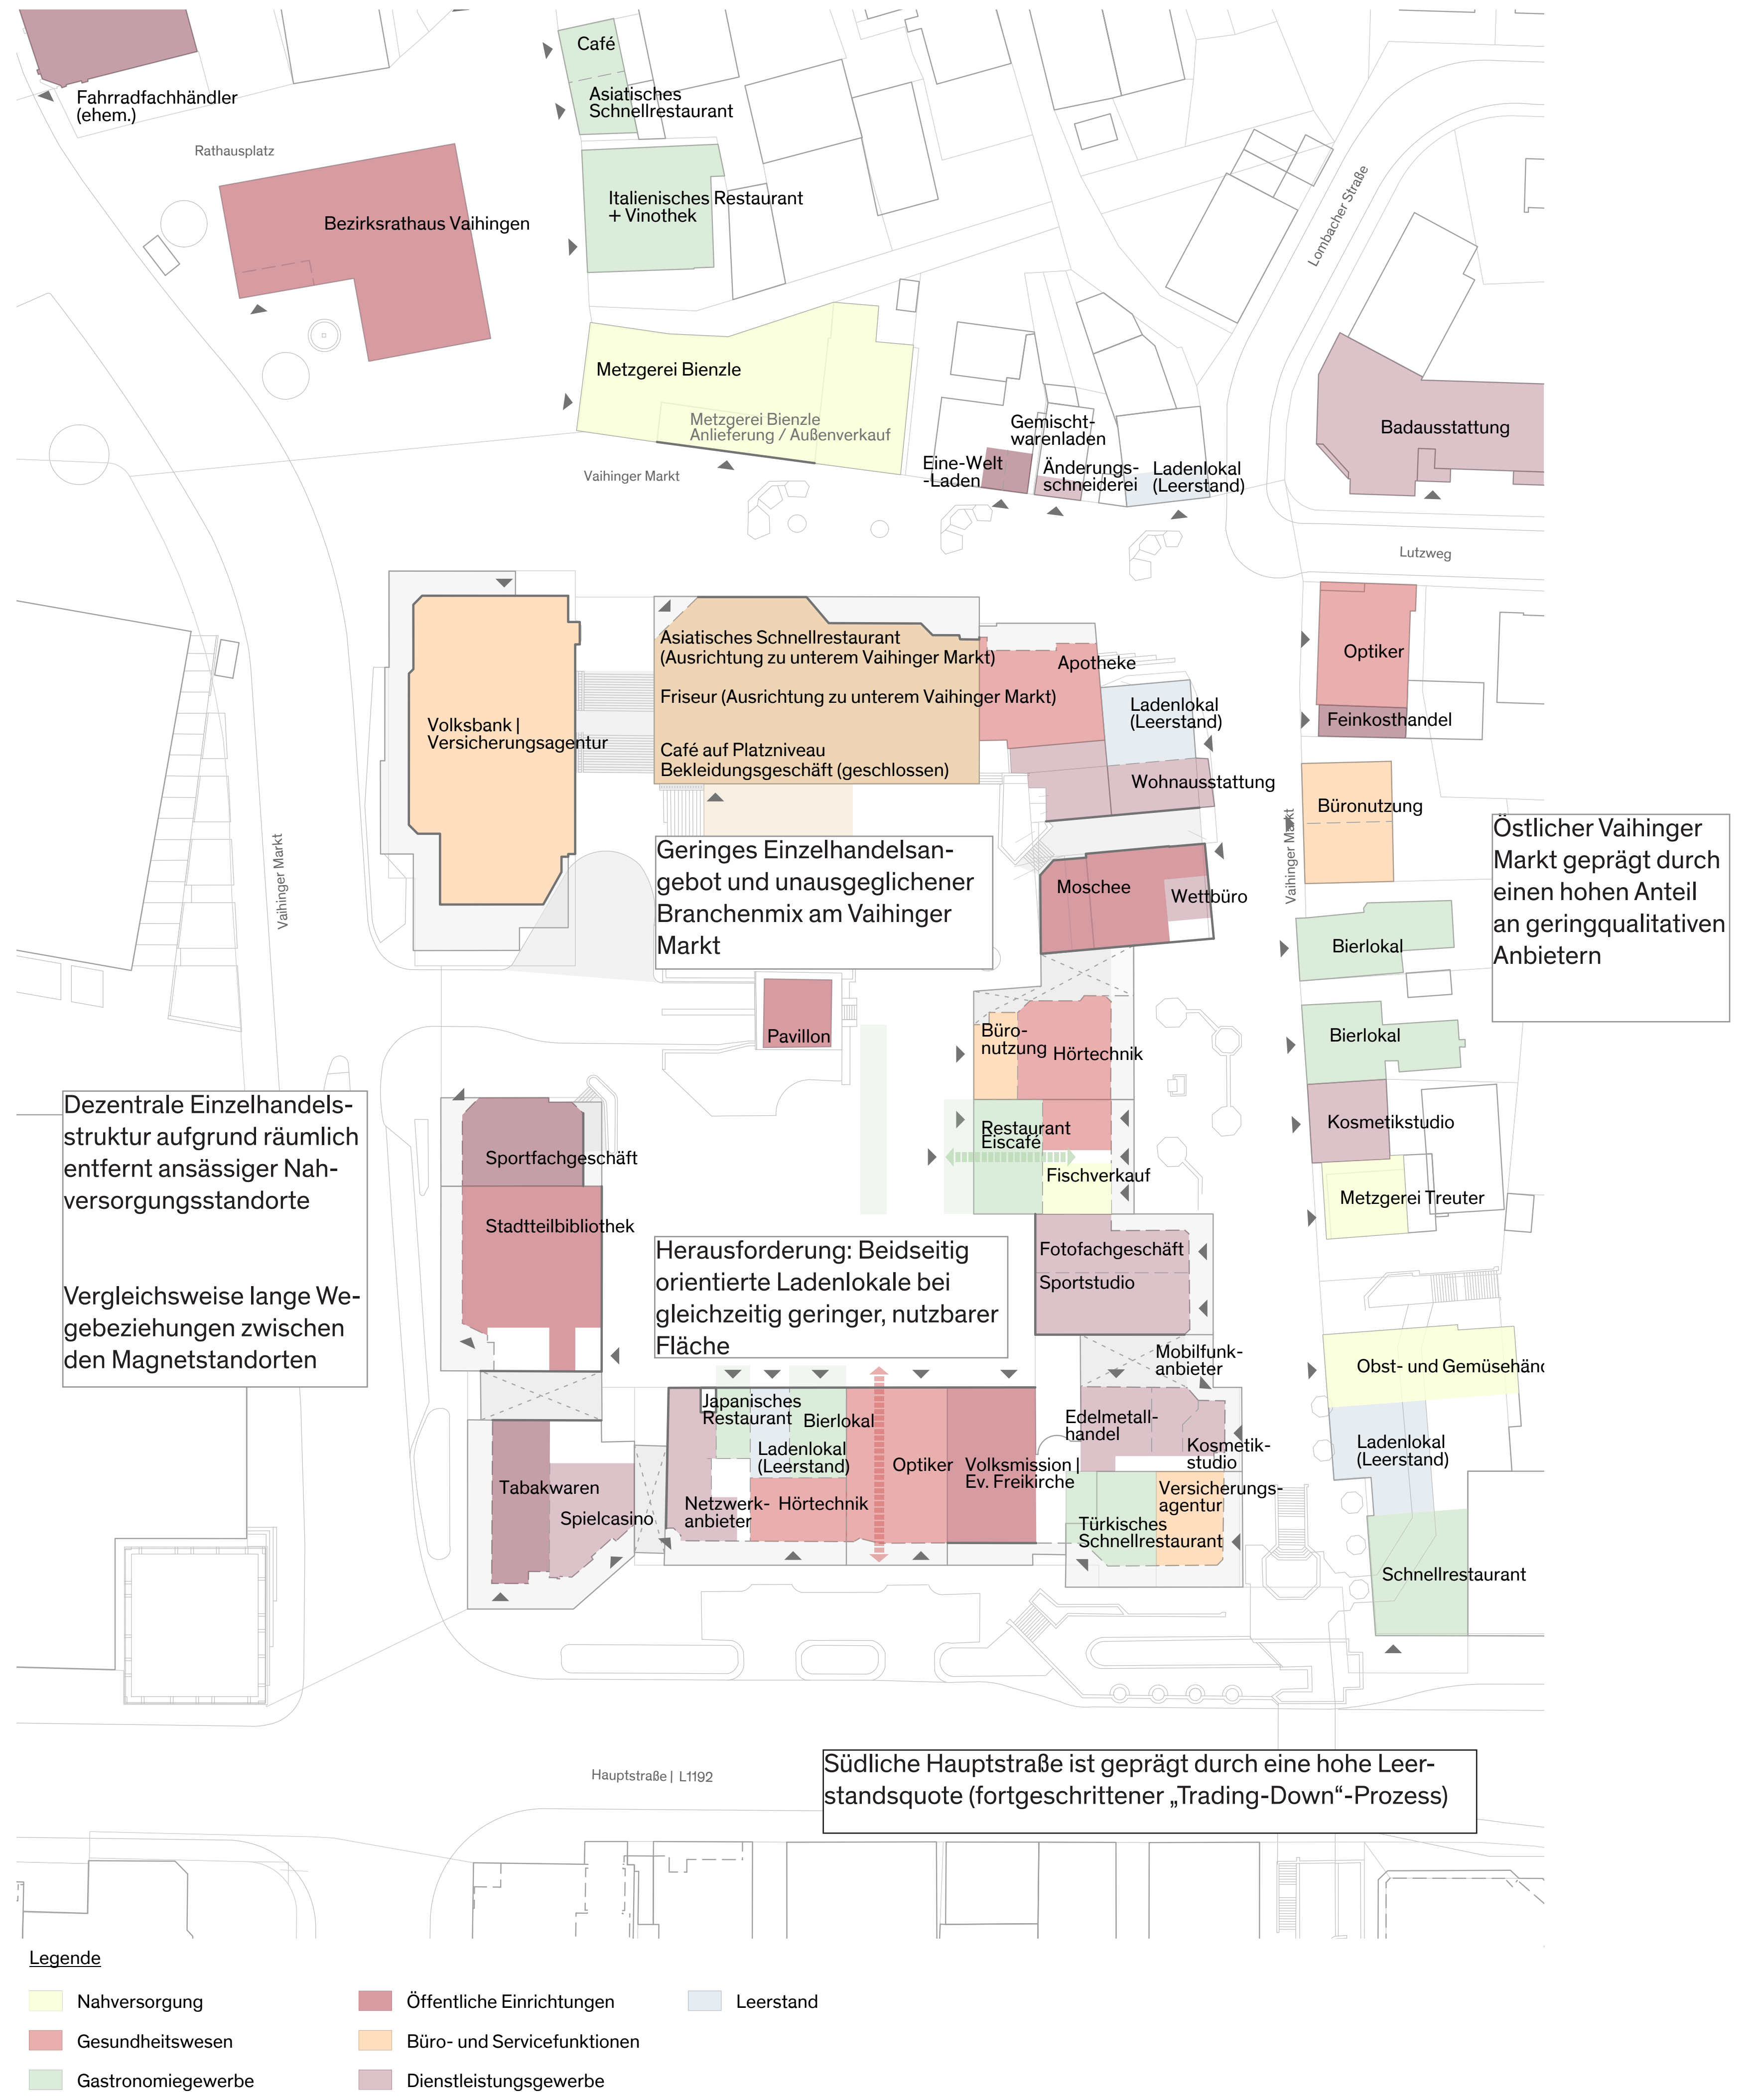 Café
Fahrradfachhändler
(ehem.)
Asiatisches
Schnellrestaurant
Rathausplatz
Italienisches Restaurant
+ Vinothek
Bezirksrathaus Vaihingen
Lombacher Straße
Metzgerei Bienzle
Metzgerei Bienzle
Anlieferung / Außenverkauf
Gemischt-
warenladen
Badausstattung
Eine-Welt
-Laden
Änderungs-
schneiderei
Ladenlokal
(Leerstand)
Vaihinger Markt
Lutzweg
Asiatisches Schnellrestaurant
(Ausrichtung zu unterem Vaihinger Markt)
Apotheke
Optiker
Friseur (Ausrichtung zu unterem Vaihinger Markt)
Ladenlokal
(Leerstand)
Feinkosthandel
Volksbank |
Versicherungsagentur
Café auf Platzniveau
Bekleidungsgeschäft (geschlossen)
Wohnausstattung
Büronutzung
Vaihinger Markt
Vaihinger Markt
Geringes Einzelhandelsan-
gebot und unausgeglichener
Branchenmix am Vaihinger
Markt
Östlicher Vaihinger
Markt geprägt durch
einen hohen Anteil
an geringqualitativen
Anbietern
Moschee
Wettbüro
Bierlokal
Pavillon
Büro-
nutzung
Hörtechnik
Bierlokal
Dezentrale Einzelhandels-
struktur aufgrund räumlich
entfernt ansässiger Nah-
versorgungsstandorte
Vergleichsweise lange We-
gebeziehungen zwischen
den Magnetstandorten
Restaurant
Eiscafé
Kosmetikstudio
Sportfachgeschäft
Fischverkauf
Metzgerei Treuter
Stadtteilbibliothek
Herausforderung: Beidseitig
orientierte Ladenlokale bei
gleichzeitig geringer, nutzbarer
Fläche
Fotofachgeschäft
Sportstudio
Mobilfunk-
anbieter
Obst- und Gemüsehänd
Japanisches
Restaurant
Bierlokal
Ladenlokal
(Leerstand)
Optiker
Volksmission |
Ev. Freikirche
Edelmetall-
handel
Kosmetik-
studio
Ladenlokal
(Leerstand)
Tabakwaren
Spielcasino
Netzwerk-
anbieter
Hörtechnik
Versicherungs-
agentur
Türkisches
Schnellrestaurant
Schnellrestaurant
Südliche Hauptstraße ist geprägt durch eine hohe Leer-
standsquote (fortgeschrittener „Trading-Down“-Prozess)
Hauptstraße | L1192
Legende
Nahversorgung
Öffentliche Einrichtungen
Leerstand
Gesundheitswesen
Büro- und Servicefunktionen
Gastronomiegewerbe
Dienstleistungsgewerbe